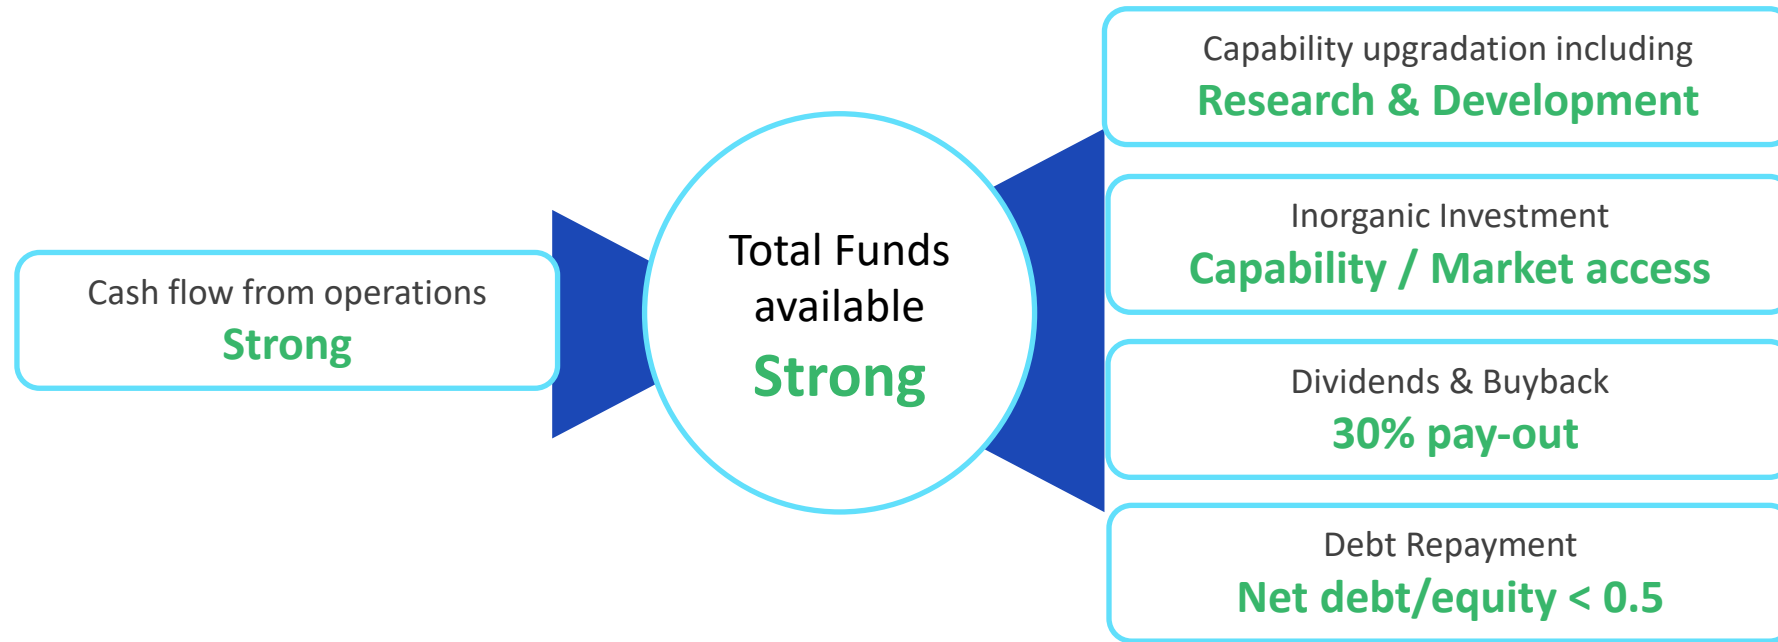 Cash flow from operations
Strong
Total Funds
available
Strong
Capability upgradation including
Research & Development
Inorganic Investment
Capability / Market access
Dividends & Buyback
30% pay-out
Debt Repayment
Net debt/equity < 0.5